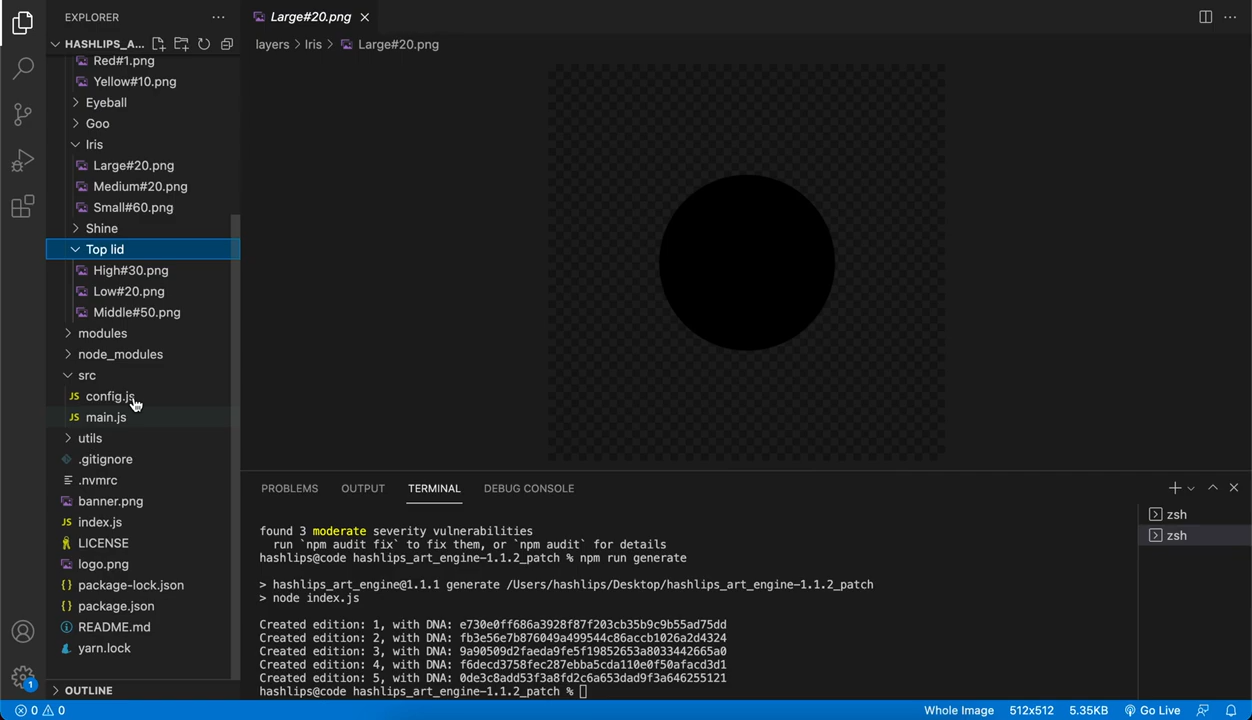 EXPLORER
HASHLIPS_A...
Red#1.png
Yellow#10.png
Eyeball
Goo
Iris
Large#20.png
Medium#20.png
Small#60.png
Shine
Top lid
High#30.png
Low#20.png
Middle#50.png
modules
node_modules
src
JS config.js
JS main.js
utils
.gitignore
.nvmrc
banner.png
JS index.js
LICENSE
logo.png
{} package-lock.json
{} package.json
README.md
yarn.lock
OUTLINE
Large#20.png
layers > Iris > Large#20.png
PROBLEMS OUTPUT TERMINAL DEBUG CONSOLE
found 3 moderate severity vulnerabilities
run `npm audit fix` to fix them, or `npm audit` for details
hashlips@code hashlips_art_engine-1.1.2_patch % npm run generate
> hashlips_art_engine@1.1.1 generate /Users/hashlips/Desktop/hashlips_art_engine-1.1.2_patch
> node index.js
Created edition: 1, with DNA: e730e0ff686a3928f87f203cb35b9c9b55ad75dd
Created edition: 2, with DNA: fb3e56e7b876049a499544c86accb1026a2d4324
Created edition: 3, with DNA: 9a90509d2faeda9fe5f19852653a8033442665a0
Created edition: 4, with DNA: f6decd3758fec287ebba5cda110e0f50afacd3d1
Created edition: 5, with DNA: 0de3c8add53f3a8fd2c6a653dad9f3a646255121
hashlips@code hashlips_art_engine-1.1.2_patch %
zsh
zsh
1
0 0
Whole Image 512x512 5.35KB Go Live